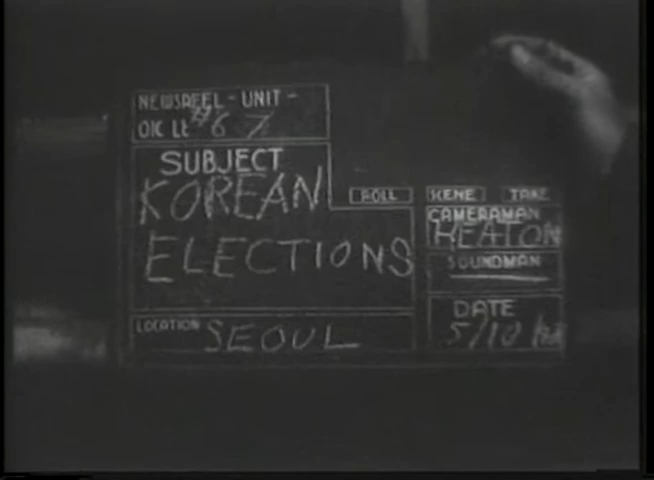 NEWSREEL - UNIT -
OIC Lt #67
SUBJECT
KOREAN
ELECTIONS
ROLL SCENE TAKE
CAMERAMAN
HEATON
SOUNDMAN
DATE
5/10
LOCATION SEOUL